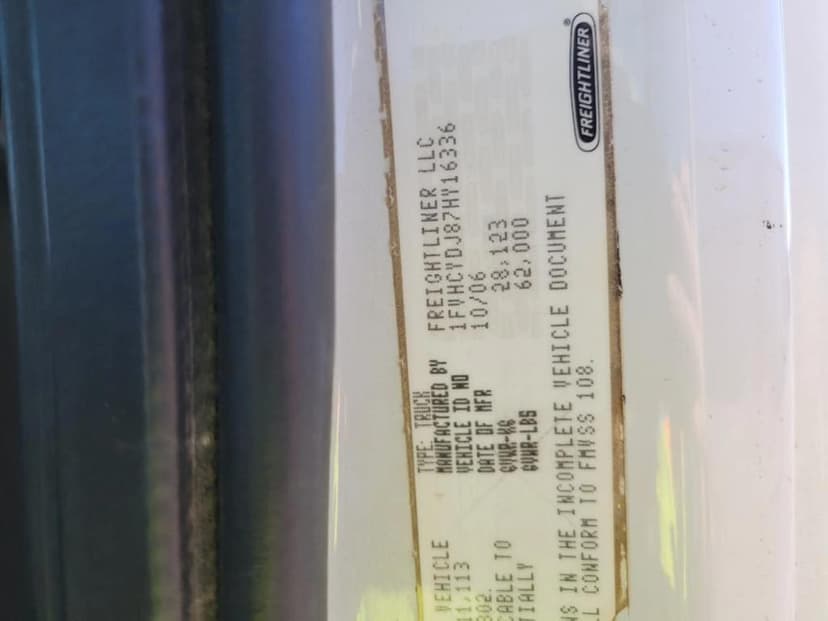 VEHICLE
11,113
302.
CABLE TO
TIALLY
TYPE: TRUCK
MANUFACTURED BY FREIGHTLINER LLC
VEHICLE ID NO 1FVHCYDJ87HY16336
DATE OF MFR 10/06
GVWR-KG 28,123
GVWR-LBS 62,000
NS IN THE INCOMPLETE VEHICLE DOCUMENT
L CONFORM TO FMVSS 108.
FREIGHTLINER